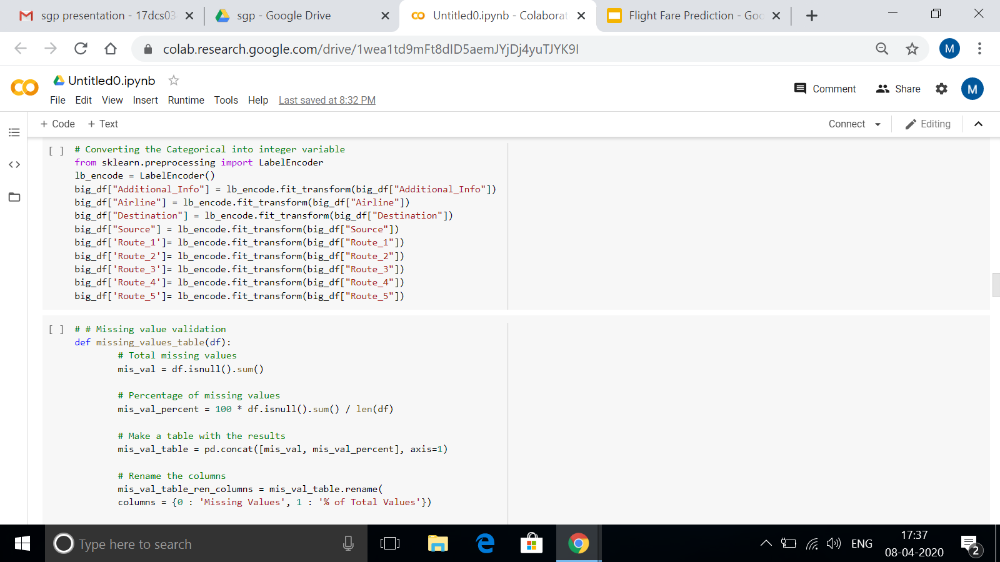 sgp presentation - 17dcs03
sgp - Google Drive
Untitled0.ipynb - Colaborat
Flight Fare Prediction - Goo
colab.research.google.com/drive/1wea1td9mFt8dID5aemJYjDj4yuTJYK9I
M
Untitled0.ipynb
File Edit View Insert Runtime Tools Help Last saved at 8:32 PM
Comment Share M
+ Code + Text
Connect Editing
[ ] # Converting the Categorical into integer variable
from sklearn.preprocessing import LabelEncoder
lb_encode = LabelEncoder()
big_df["Additional_Info"] = lb_encode.fit_transform(big_df["Additional_Info"])
big_df["Airline"] = lb_encode.fit_transform(big_df["Airline"])
big_df["Destination"] = lb_encode.fit_transform(big_df["Destination"])
big_df["Source"] = lb_encode.fit_transform(big_df["Source"])
big_df['Route_1']= lb_encode.fit_transform(big_df["Route_1"])
big_df['Route_2']= lb_encode.fit_transform(big_df["Route_2"])
big_df['Route_3']= lb_encode.fit_transform(big_df["Route_3"])
big_df['Route_4']= lb_encode.fit_transform(big_df["Route_4"])
big_df['Route_5']= lb_encode.fit_transform(big_df["Route_5"])
[ ] # # Missing value validation
def missing_values_table(df):
# Total missing values
mis_val = df.isnull().sum()
# Percentage of missing values
mis_val_percent = 100 * df.isnull().sum() / len(df)
# Make a table with the results
mis_val_table = pd.concat([mis_val, mis_val_percent], axis=1)
# Rename the columns
mis_val_table_ren_columns = mis_val_table.rename(
columns = {0 : 'Missing Values', 1 : '% of Total Values'})
Type here to search
ENG
17:37
08-04-2020
2